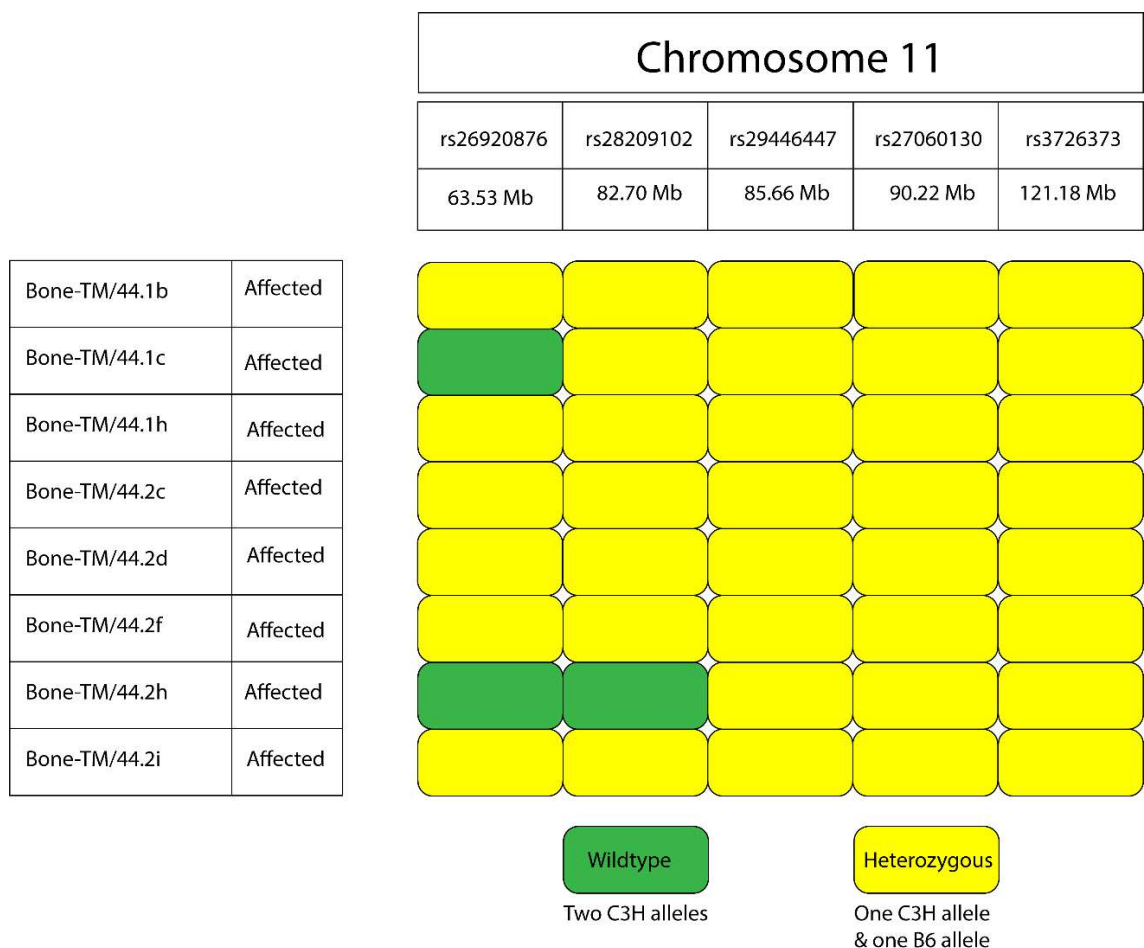 Chromosome 11
rs26920876 rs28209102 rs29446447 rs27060130 rs3726373
63.53 Mb 82.70 Mb 85.66 Mb 90.22 Mb 121.18 Mb
Bone-TM/44.1b Affected
Bone-TM/44.1c Affected
Bone-TM/44.1h Affected
Bone-TM/44.2c Affected
Bone-TM/44.2d Affected
Bone-TM/44.2f Affected
Bone-TM/44.2h Affected
Bone-TM/44.2i Affected
Wildtype Heterozygous
Two C3H alleles One C3H allele
& one B6 allele